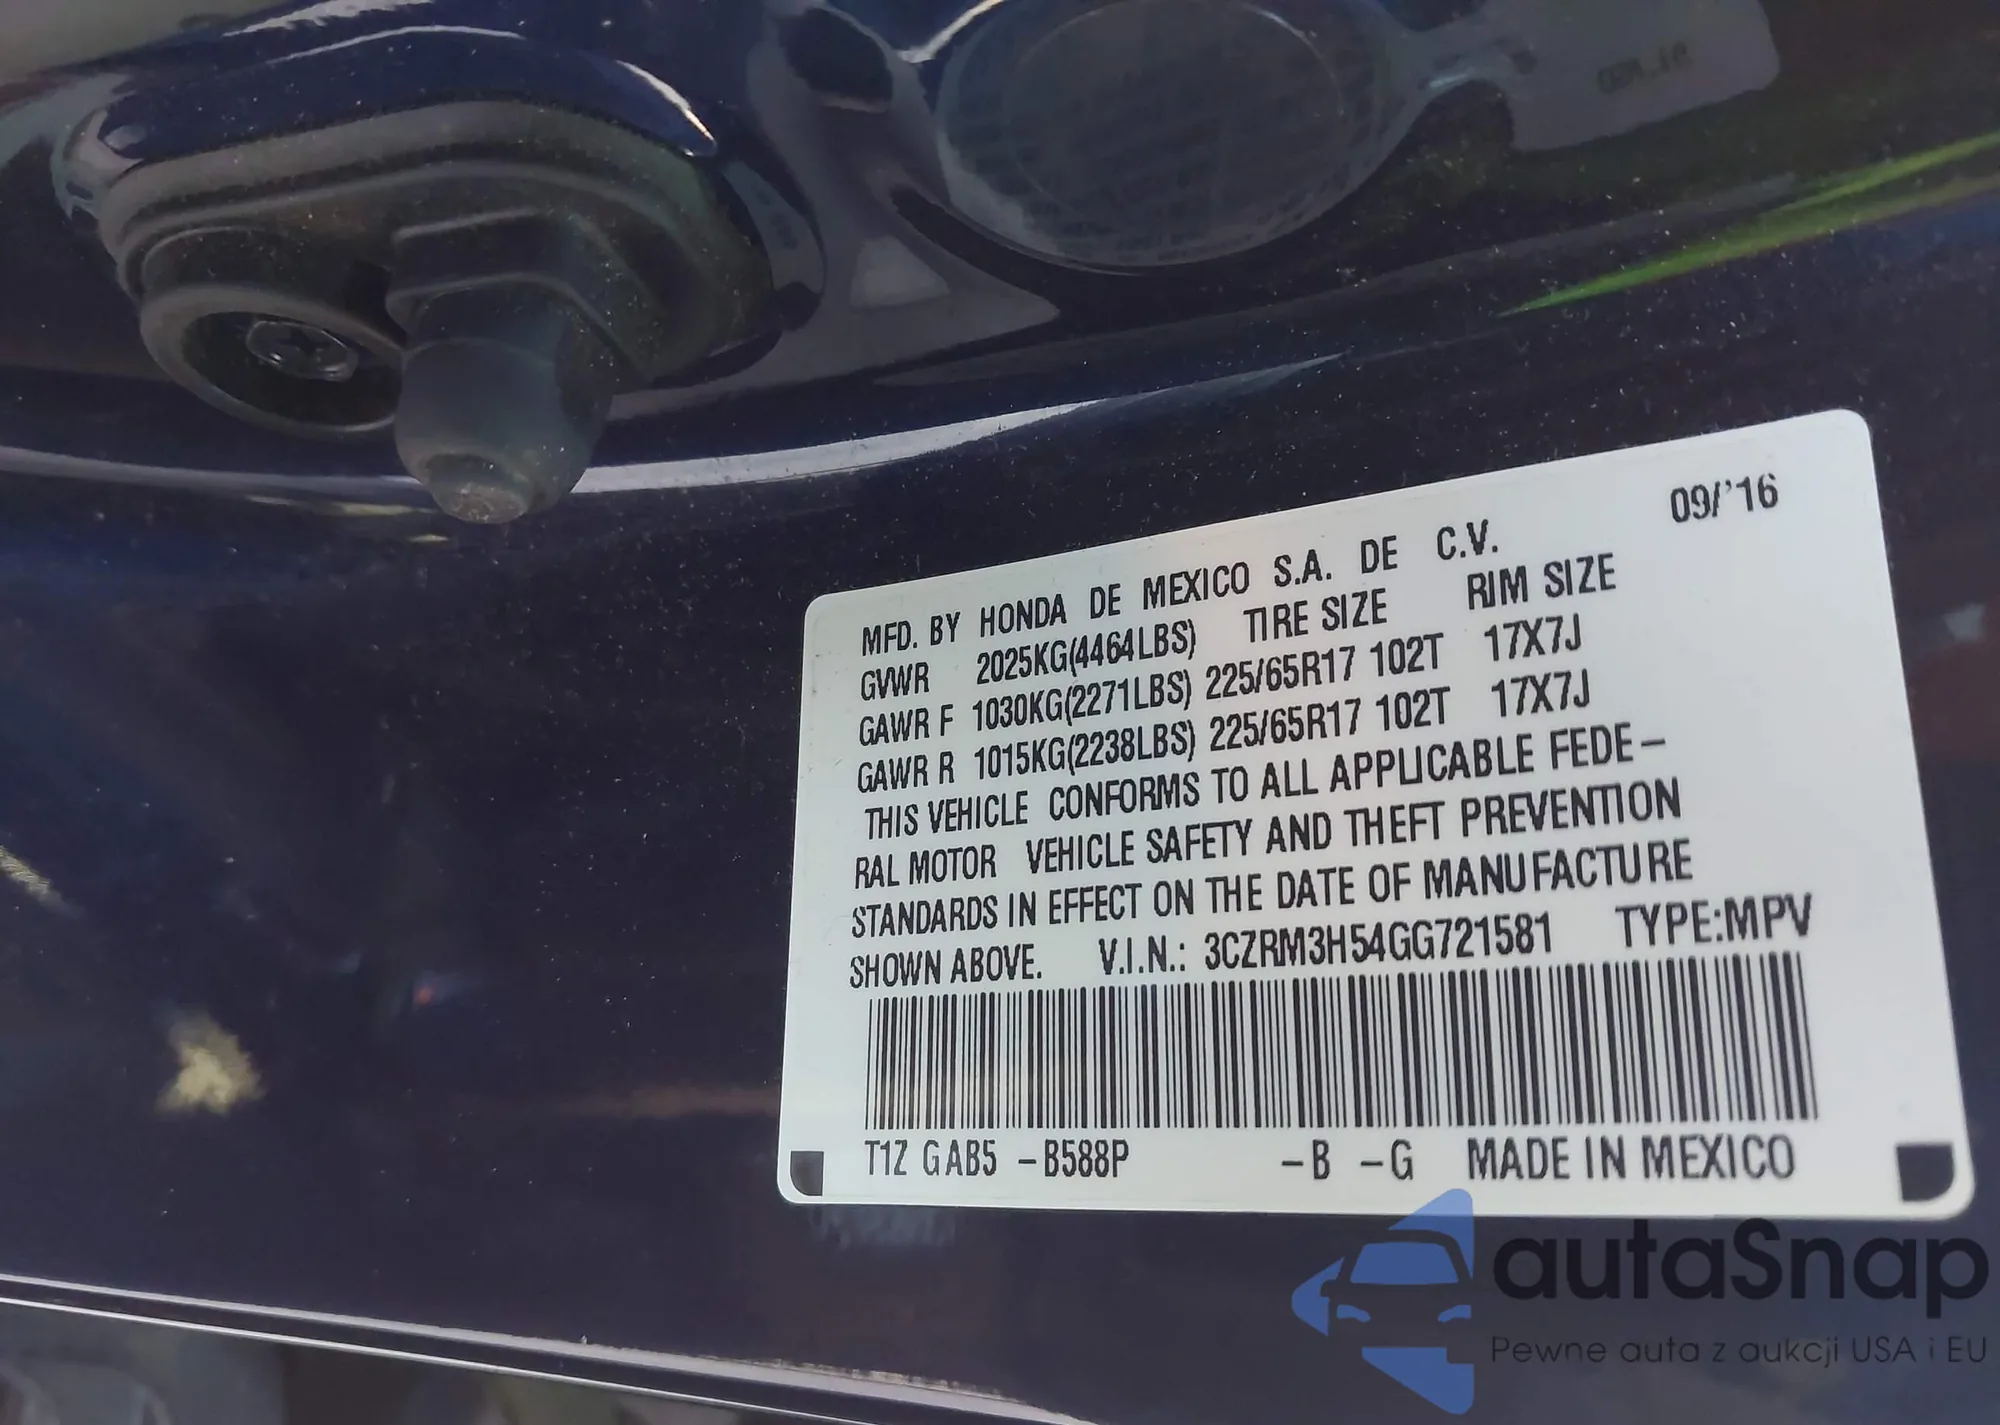 09/'16
MFD. BY HONDA DE MEXICO S.A. DE C.V.
GVWR 2025KG(4464LBS) TIRE SIZE RIM SIZE
GAWR F 1030KG(2271LBS) 225/65R17 102T 17X7J
GAWR R 1015KG(2238LBS) 225/65R17 102T 17X7J
THIS VEHICLE CONFORMS TO ALL APPLICABLE FEDE–
RAL MOTOR VEHICLE SAFETY AND THEFT PREVENTION
STANDARDS IN EFFECT ON THE DATE OF MANUFACTURE
SHOWN ABOVE. V.I.N.: 3CZRM3H54GG721581 TYPE:MPV
T1Z GAB5 –B588P –B –G MADE IN MEXICO
autaSnap
Pewne auta z aukcji USA i EU